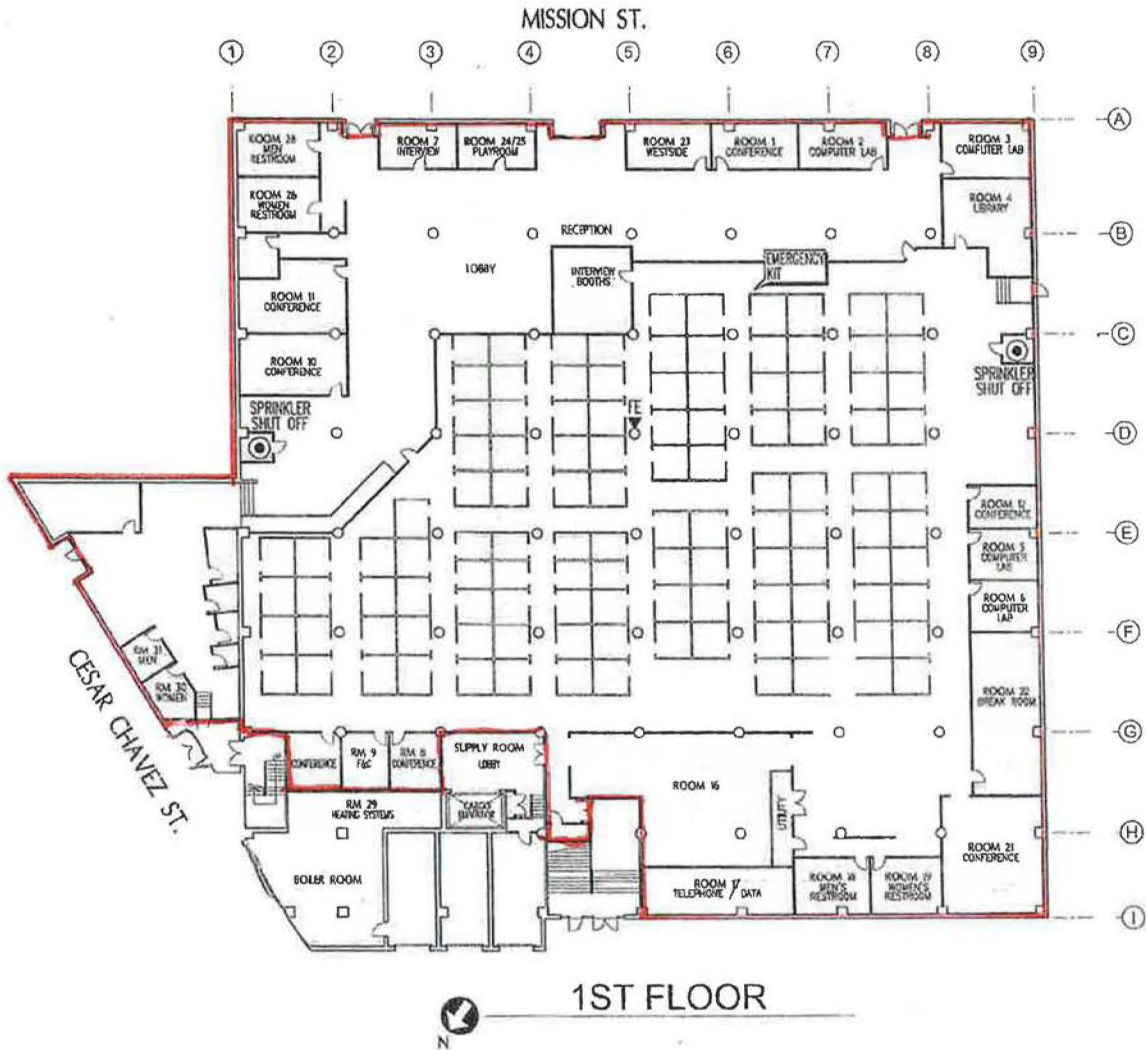 MISSION ST.
1 2 3 4 5 6 7 8 9
A
ROOM 28
MEN
RESTROOM
ROOM 7
INTERVIEW
ROOM 24/25
PLAYROOM
ROOM 23
WESTSIDE
ROOM 1
CONFERENCE
ROOM 2
COMPUTER LAB
ROOM 3
COMPUTER LAB
ROOM 26
WOMEN
RESTROOM
ROOM 4
LIBRARY
B
RECEPTION
LOBBY
INTERVIEW
BOOTHS
EMERGENCY
KIT
ROOM 11
CONFERENCE
C
ROOM 10
CONFERENCE
SPRINKLER
SHUT OFF
SPRINKLER
SHUT OFF
FE
D
ROOM 12
CONFERENCE
E
ROOM 5
COMPUTER
LAB
ROOM 6
COMPUTER
LAB
F
RM 31
MEN
RM 30
WOMEN
CESAR CHAVEZ ST.
ROOM 22
BREAK ROOM
G
CONFERENCE
RM 9
RM 8
CONFERENCE
SUPPLY ROOM
LOBBY
CARGO
ELEVATOR
RM 29
HEATING SYSTEMS
ROOM 16
UTILITY
H
ROOM 21
CONFERENCE
BOILER ROOM
ROOM 17
TELEPHONE / DATA
ROOM 18
MEN'S
RESTROOM
ROOM 19
WOMEN'S
RESTROOM
I
1ST FLOOR
N